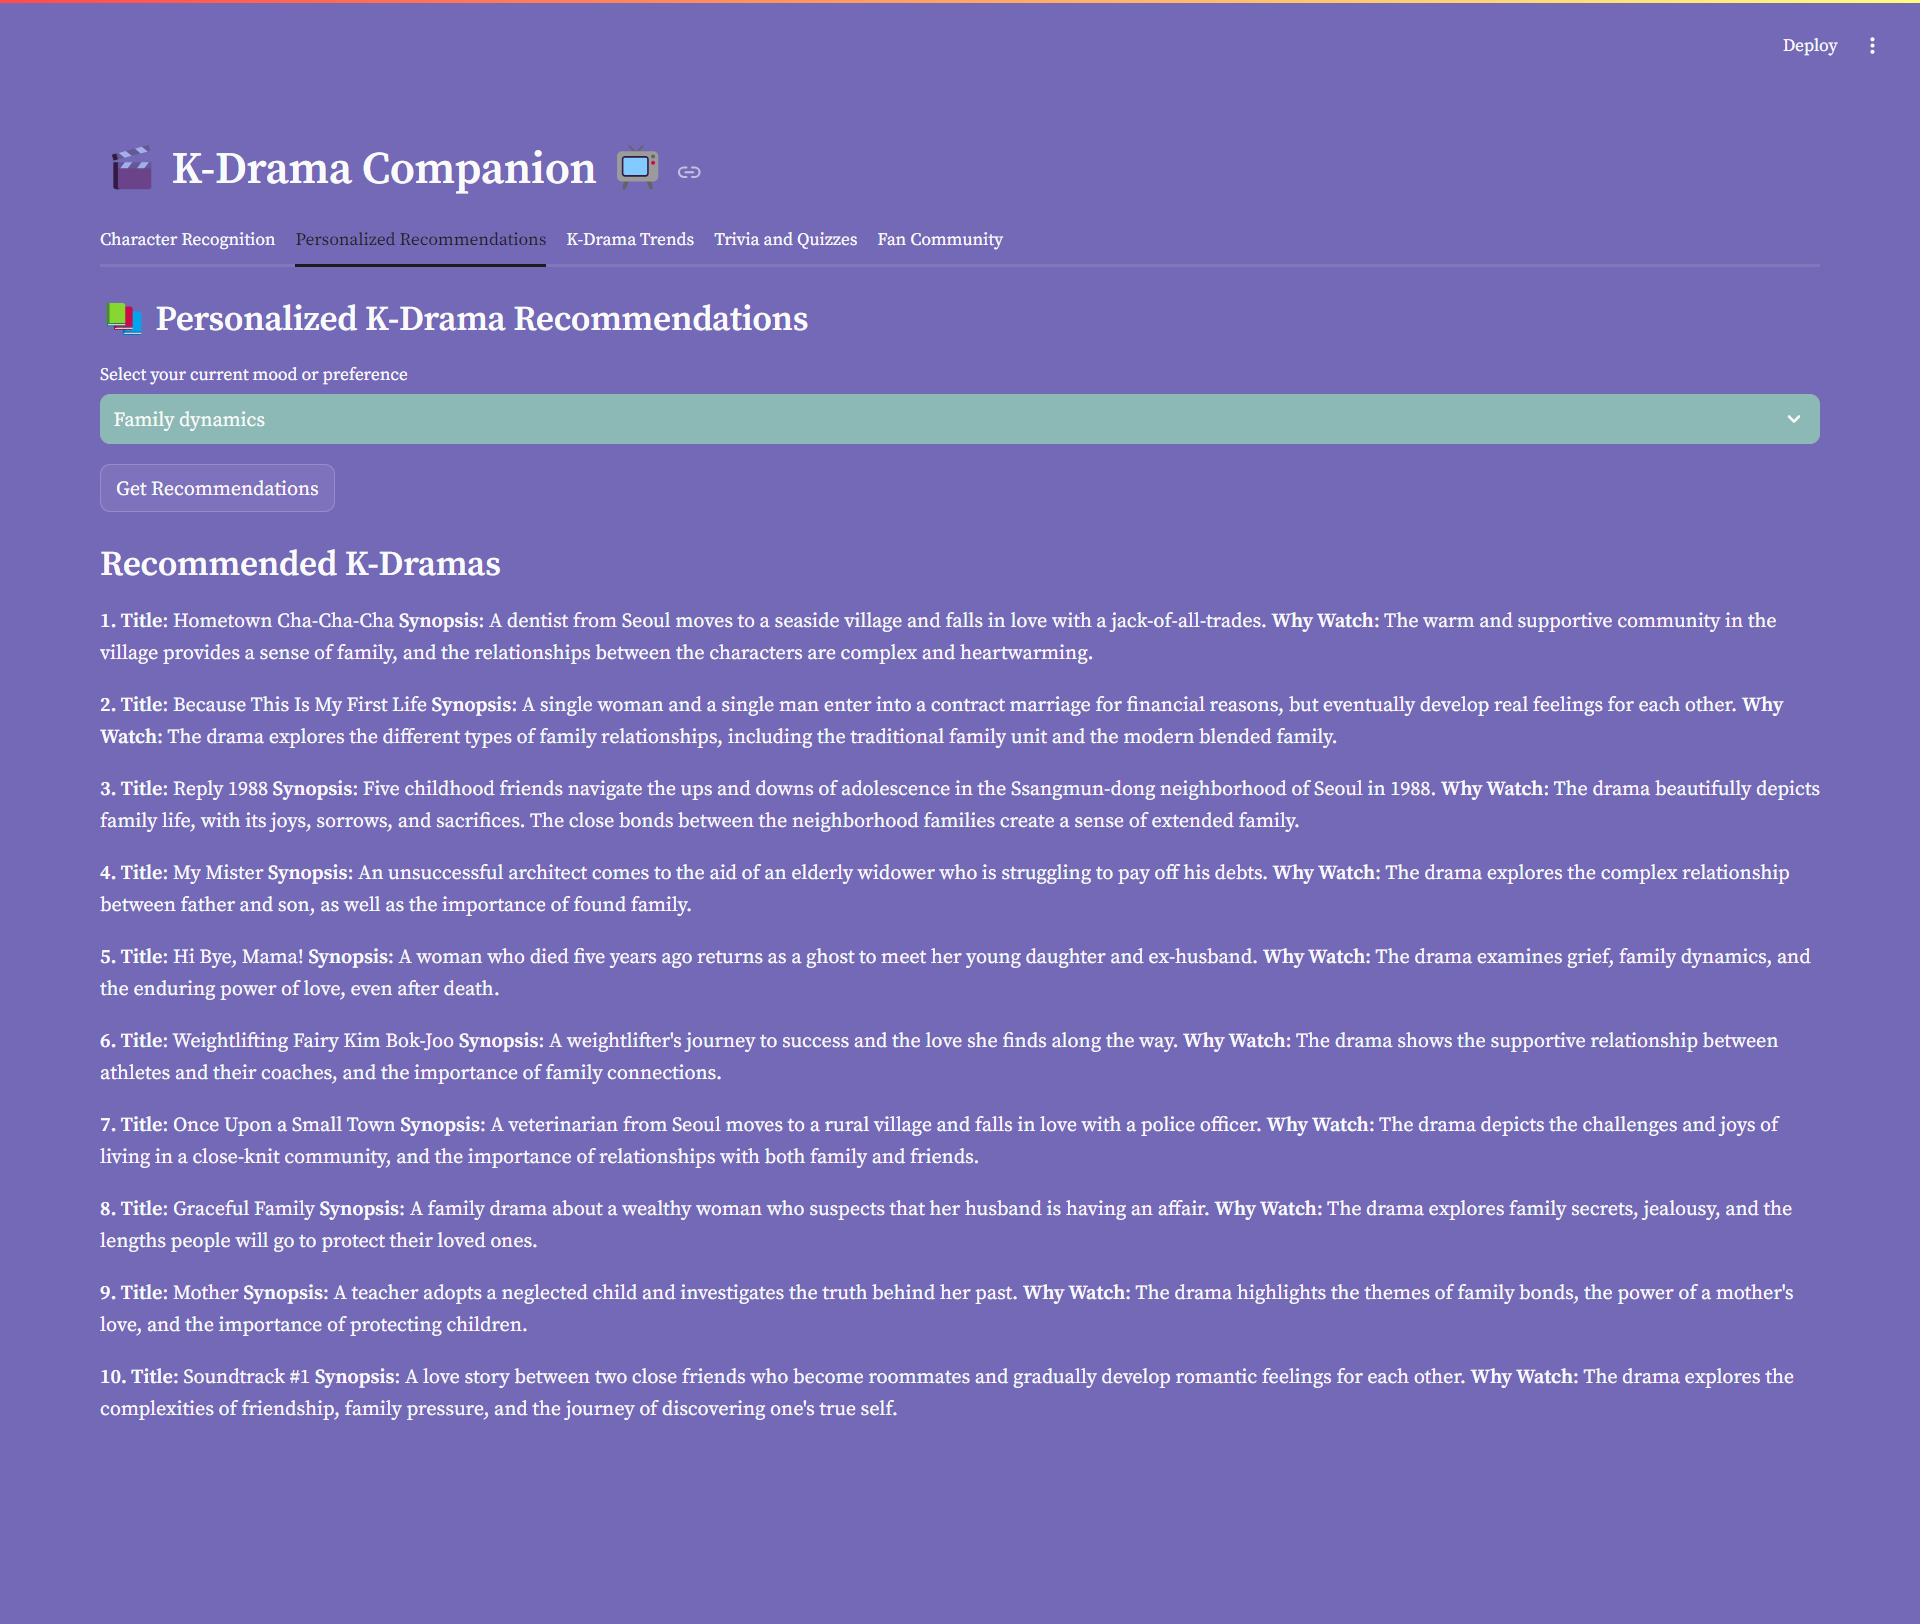 Deploy
K-Drama Companion
Character Recognition
Personalized Recommendations
K-Drama Trends
Trivia and Quizzes
Fan Community
Personalized K-Drama Recommendations
Select your current mood or preference
Family dynamics
Get Recommendations
Recommended K-Dramas
1. Title: Hometown Cha-Cha-Cha Synopsis: A dentist from Seoul moves to a seaside village and falls in love with a jack-of-all-trades. Why Watch: The warm and supportive community in the
village provides a sense of family, and the relationships between the characters are complex and heartwarming.
2. Title: Because This Is My First Life Synopsis: A single woman and a single man enter into a contract marriage for financial reasons, but eventually develop real feelings for each other. Why
Watch: The drama explores the different types of family relationships, including the traditional family unit and the modern blended family.
3. Title: Reply 1988 Synopsis: Five childhood friends navigate the ups and downs of adolescence in the Ssangmun-dong neighborhood of Seoul in 1988. Why Watch: The drama beautifully depicts
family life, with its joys, sorrows, and sacrifices. The close bonds between the neighborhood families create a sense of extended family.
4. Title: My Mister Synopsis: An unsuccessful architect comes to the aid of an elderly widower who is struggling to pay off his debts. Why Watch: The drama explores the complex relationship
between father and son, as well as the importance of found family.
5. Title: Hi Bye, Mama! Synopsis: A woman who died five years ago returns as a ghost to meet her young daughter and ex-husband. Why Watch: The drama examines grief, family dynamics, and
the enduring power of love, even after death.
6. Title: Weightlifting Fairy Kim Bok-Joo Synopsis: A weightlifter's journey to success and the love she finds along the way. Why Watch: The drama shows the supportive relationship between
athletes and their coaches, and the importance of family connections.
7. Title: Once Upon a Small Town Synopsis: A veterinarian from Seoul moves to a rural village and falls in love with a police officer. Why Watch: The drama depicts the challenges and joys of
living in a close-knit community, and the importance of relationships with both family and friends.
8. Title: Graceful Family Synopsis: A family drama about a wealthy woman who suspects that her husband is having an affair. Why Watch: The drama explores family secrets, jealousy, and the
lengths people will go to protect their loved ones.
9. Title: Mother Synopsis: A teacher adopts a neglected child and investigates the truth behind her past. Why Watch: The drama highlights the themes of family bonds, the power of a mother's
love, and the importance of protecting children.
10. Title: Soundtrack #1 Synopsis: A love story between two close friends who become roommates and gradually develop romantic feelings for each other. Why Watch: The drama explores the
complexities of friendship, family pressure, and the journey of discovering one's true self.